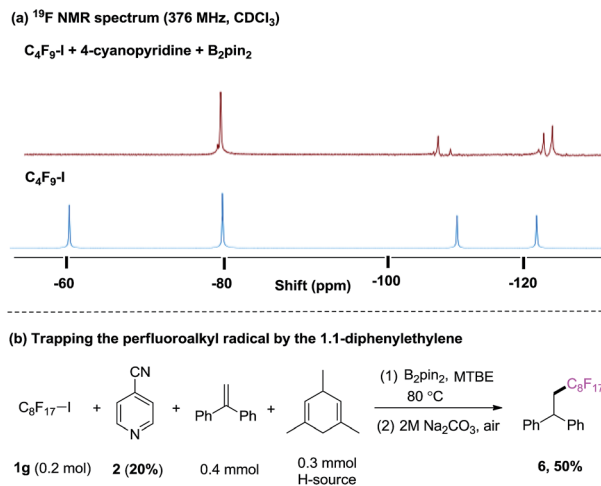 (a) ¹⁹F NMR spectrum (376 MHz, CDCl₃)
C₄F₉-I + 4-cyanopyridine + B₂pin₂
C₄F₉-I
-60 -80 Shift (ppm) -100 -120
(b) Trapping the perfluoroalkyl radical by the 1.1-diphenylethylene
CN
(1) B₂pin₂, MTBE
C₈F₁₇
80 °C
C₈F₁₇—I + + Ph Ph +
(2) 2M Na₂CO₃, air
Ph Ph
N
1g (0.2 mol) 2 (20%) 0.4 mmol 0.3 mmol 6, 50%
H-source